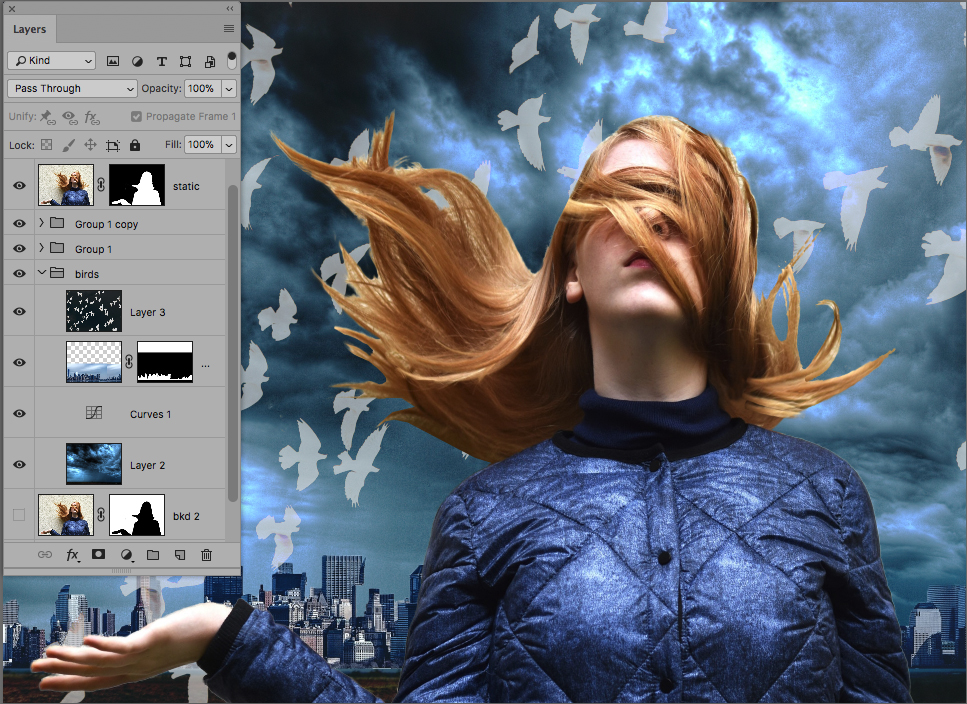 Layers
Kind
T
Pass Through Opacity: 100%
Unify: fx Propagate Frame 1
Lock: Fill: 100%
static
Group 1 copy
Group 1
birds
Layer 3
...
Curves 1
Layer 2
bkd 2
fx